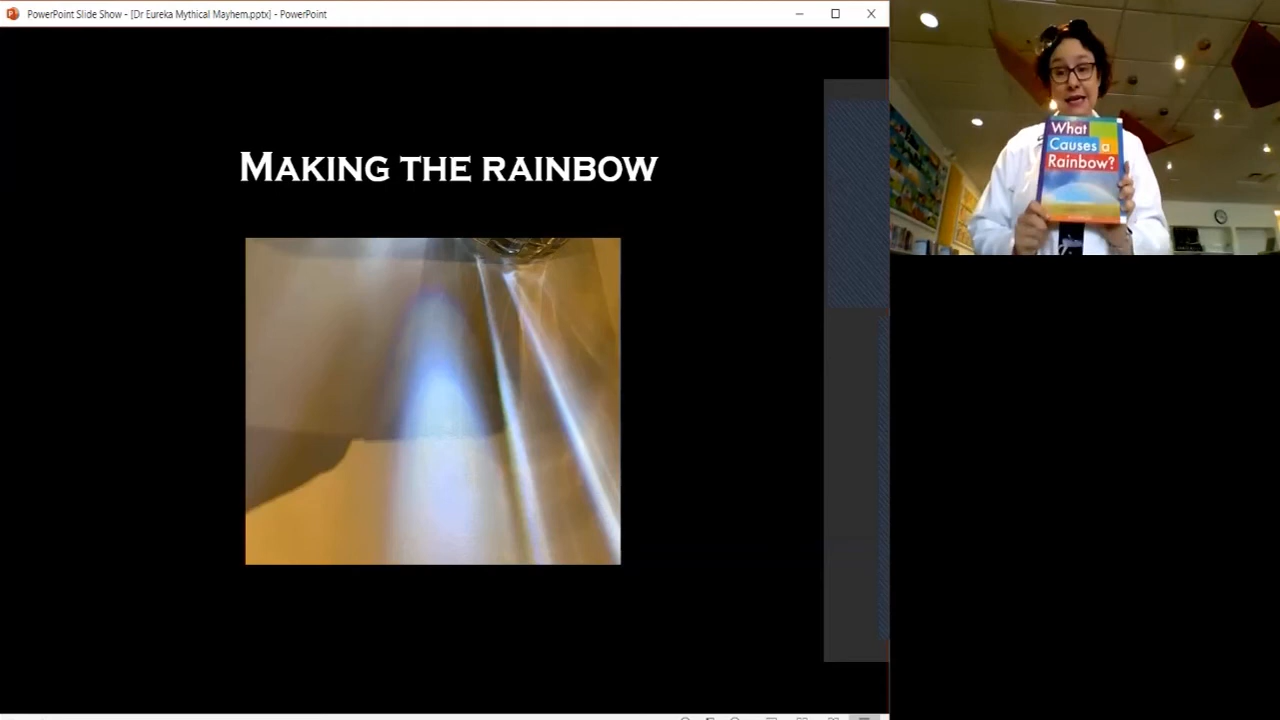 PowerPoint Slide Show - [Dr Eureka Mythical Mayhem.pptx] - PowerPoint
MAKING THE RAINBOW
What
Causes a
Rainbow?